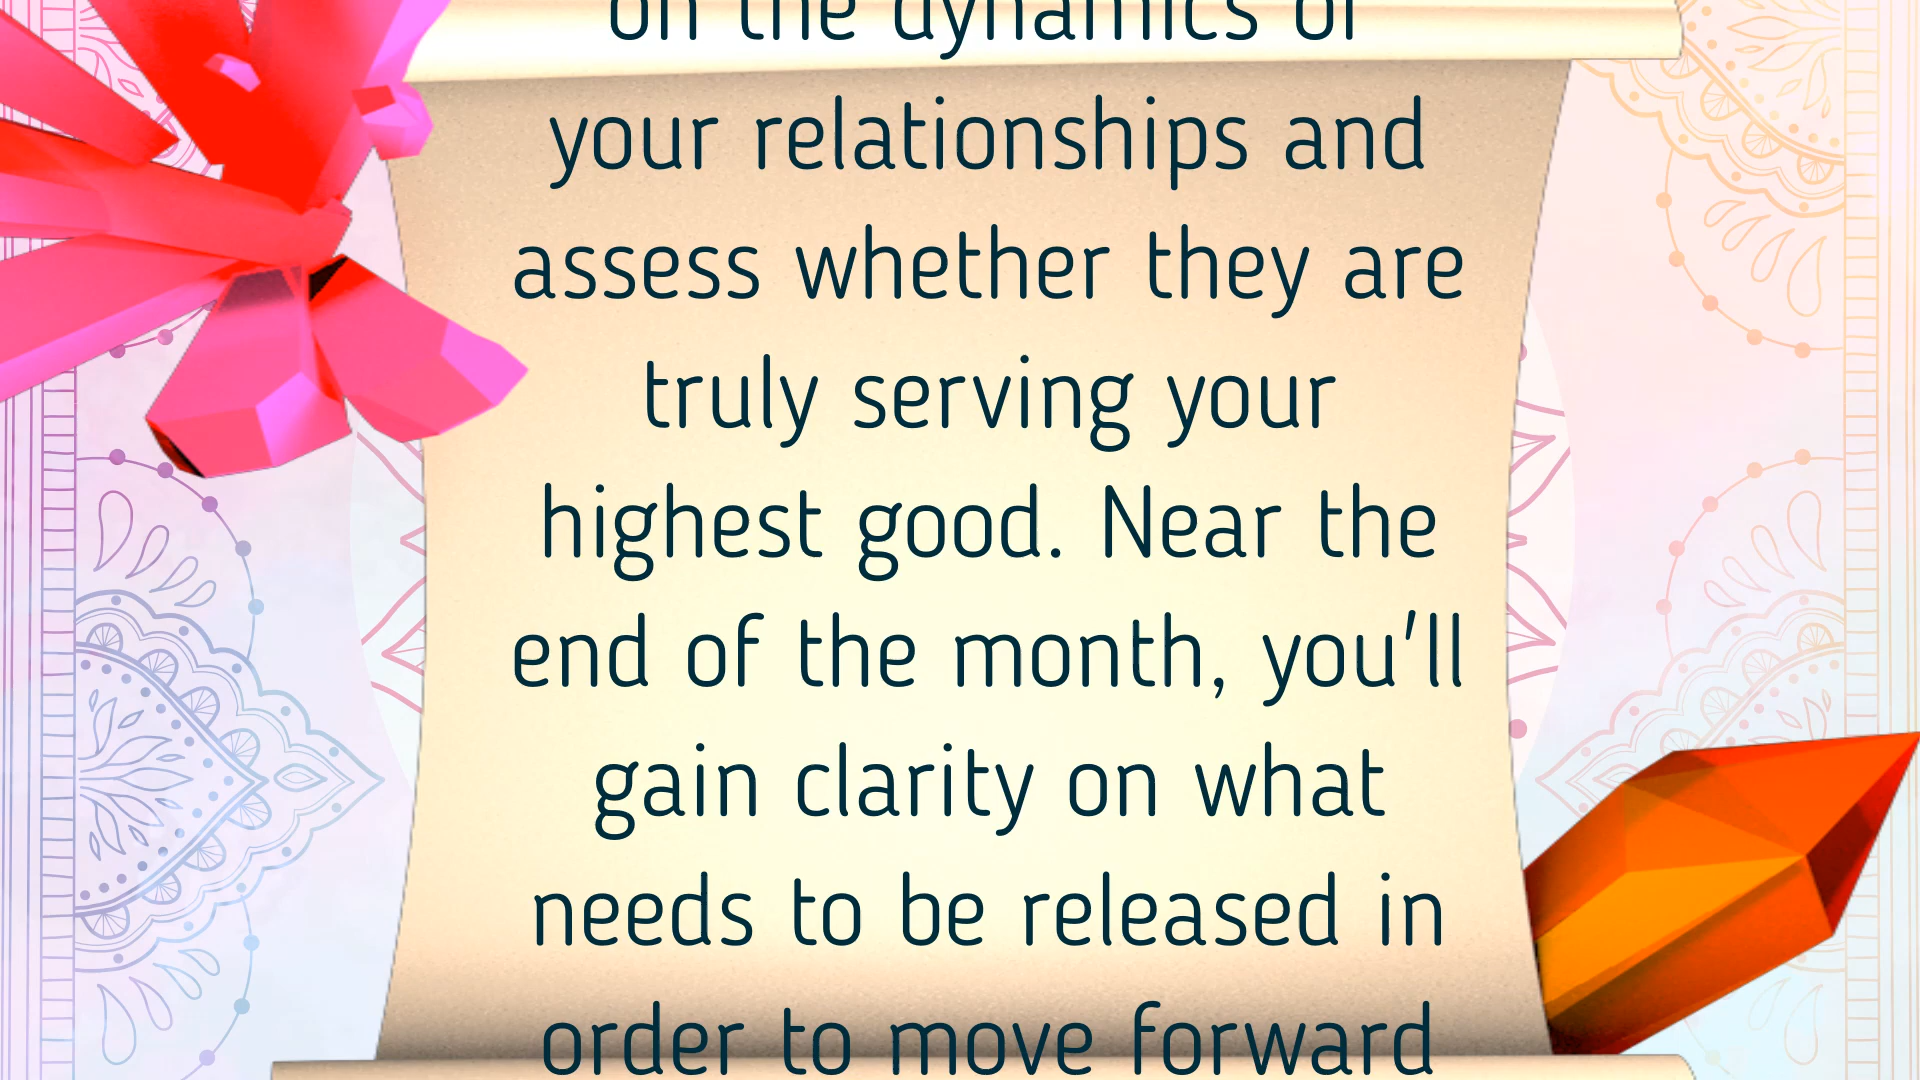 on the dynamics of
your relationships and
assess whether they are
truly serving your
highest good. Near the
end of the month, you'll
gain clarity on what
needs to be released in
order to move forward